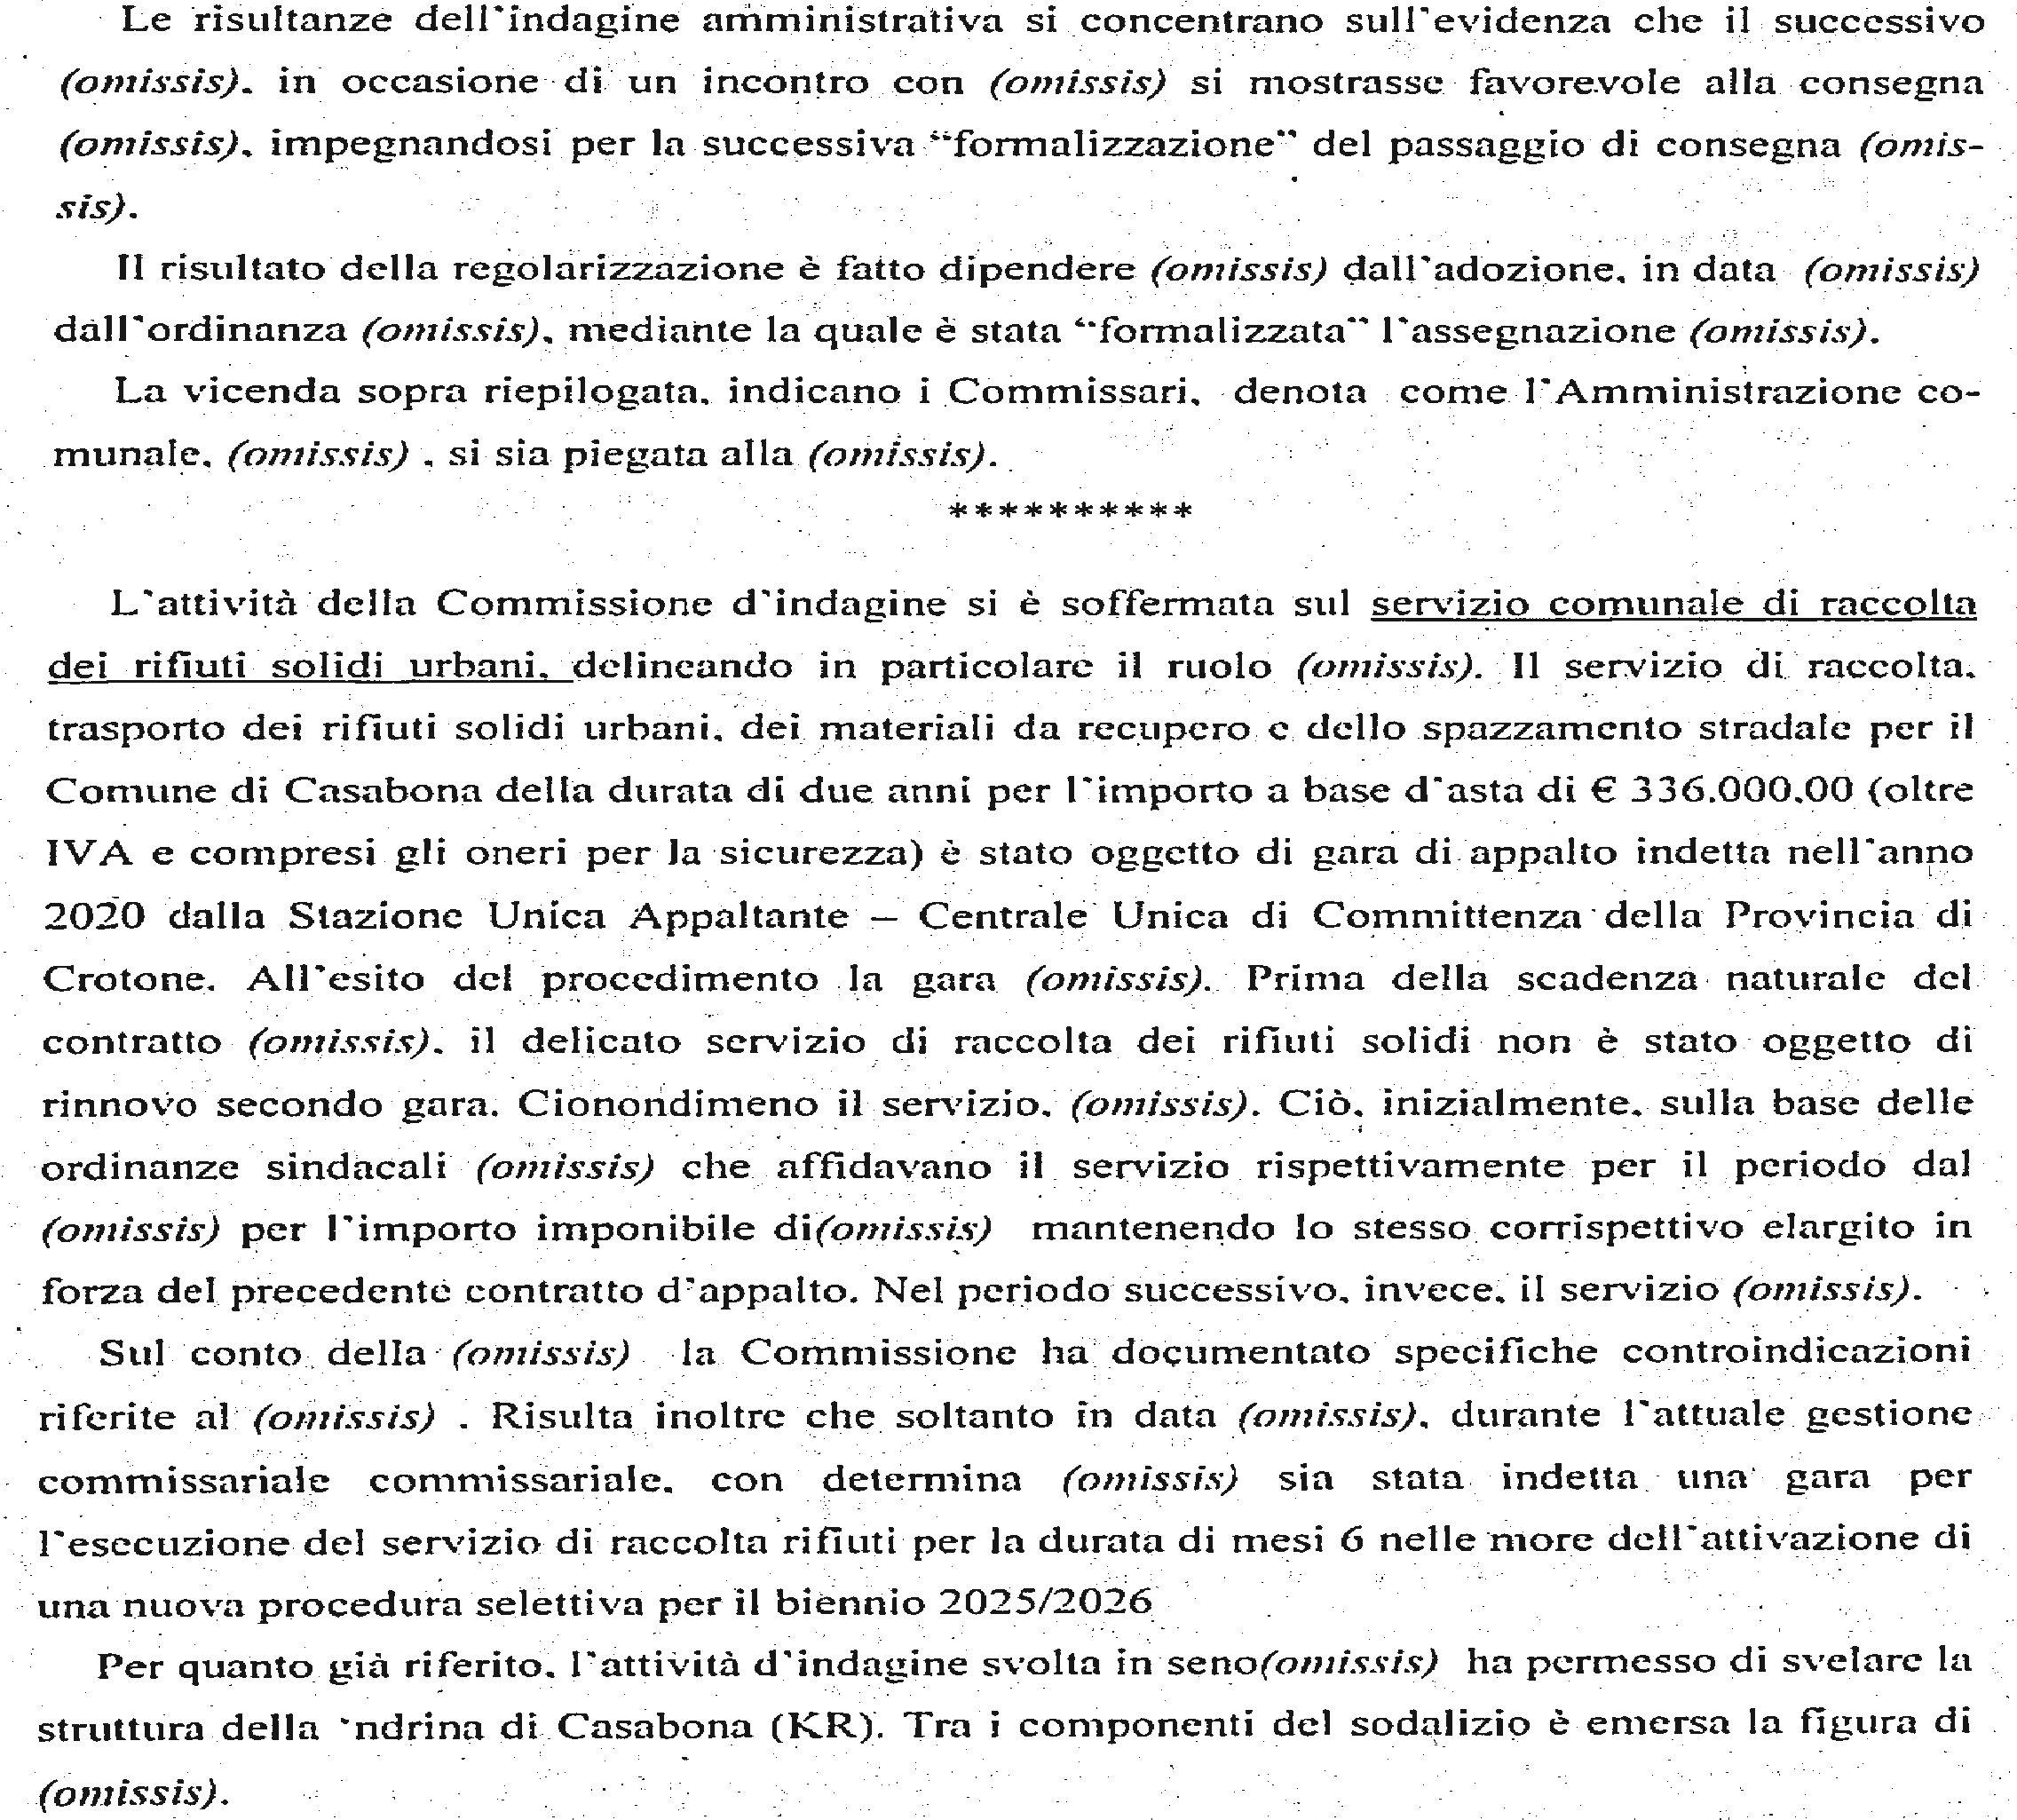 Le risultanze dell'indagine amministrativa si concentrano sull'evidenza che il successivo
(omissis), in occasione di un incontro con (omissis) si mostrasse favorevole alla consegna
(omissis), impegnandosi per la successiva “formalizzazione” del passaggio di consegna (omis-
sis).
Il risultato della regolarizzazione è fatto dipendere (omissis) dall'adozione, in data (omissis)
dall'ordinanza (omissis), mediante la quale è stata “formalizzata” l'assegnazione (omissis).
La vicenda sopra riepilogata, indicano i Commissari, denota come l'Amministrazione co-
munale, (omissis) , si sia piegata alla (omissis).
**********
L'attività della Commissione d'indagine si è soffermata sul servizio comunale di raccolta
dei rifiuti solidi urbani, delineando in particolare il ruolo (omissis). Il servizio di raccolta,
trasporto dei rifiuti solidi urbani, dei materiali da recupero e dello spazzamento stradale per il
Comune di Casabona della durata di due anni per l'importo a base d'asta di € 336.000,00 (oltre
IVA e compresi gli oneri per la sicurezza) è stato oggetto di gara di appalto indetta nell'anno
2020 dalla Stazione Unica Appaltante – Centrale Unica di Committenza della Provincia di
Crotone. All'esito del procedimento la gara (omissis). Prima della scadenza naturale del
contratto (omissis), il delicato servizio di raccolta dei rifiuti solidi non è stato oggetto di
rinnovo secondo gara. Cionondimeno il servizio, (omissis). Ciò, inizialmente, sulla base delle
ordinanze sindacali (omissis) che affidavano il servizio rispettivamente per il periodo dal
(omissis) per l'importo imponibile di(omissis) mantenendo lo stesso corrispettivo elargito in
forza del precedente contratto d'appalto. Nel periodo successivo, invece, il servizio (omissis).
Sul conto della (omissis) la Commissione ha documentato specifiche controindicazioni
riferite al (omissis) . Risulta inoltre che soltanto in data (omissis), durante l'attuale gestione
commissariale commissariale, con determina (omissis) sia stata indetta una gara per
l'esecuzione del servizio di raccolta rifiuti per la durata di mesi 6 nelle more dell'attivazione di
una nuova procedura selettiva per il biennio 2025/2026
Per quanto già riferito, l'attività d'indagine svolta in seno(omissis) ha permesso di svelare la
struttura della 'ndrina di Casabona (KR). Tra i componenti del sodalizio è emersa la figura di
(omissis).